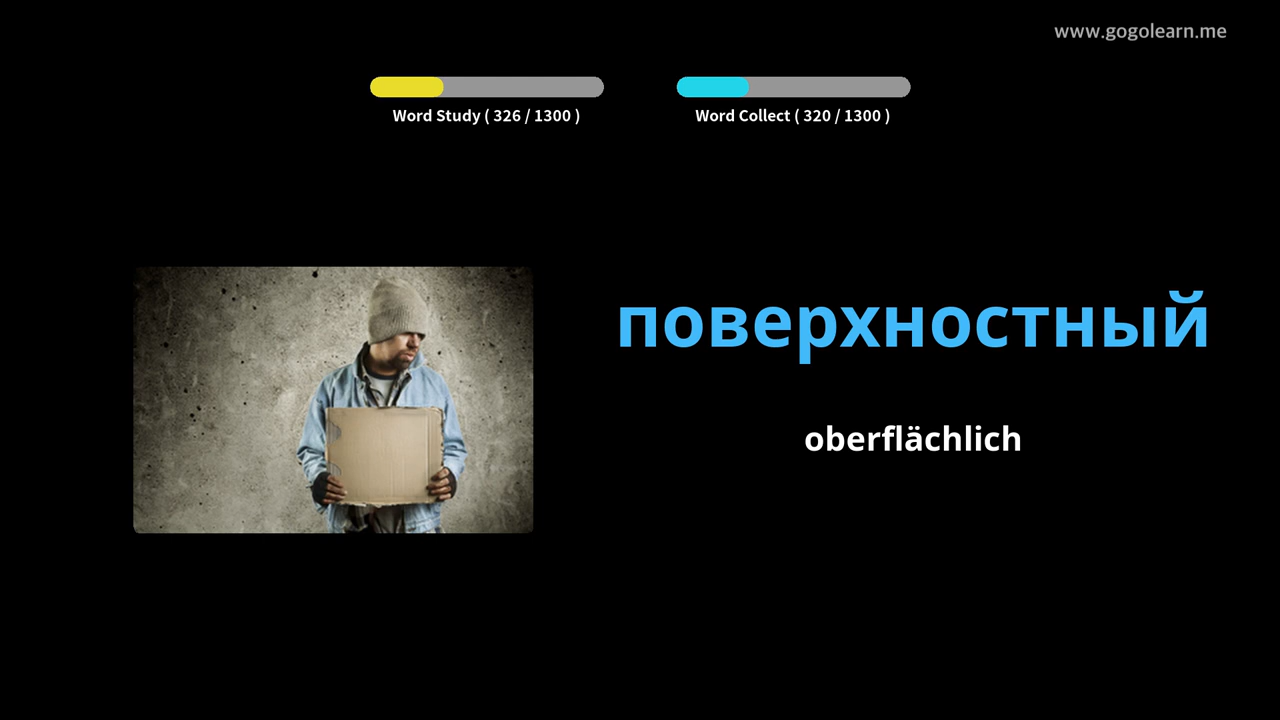 www.gogolearn.me
Word Study ( 326 / 1300 )
Word Collect ( 320 / 1300 )
поверхностный
oberflächlich